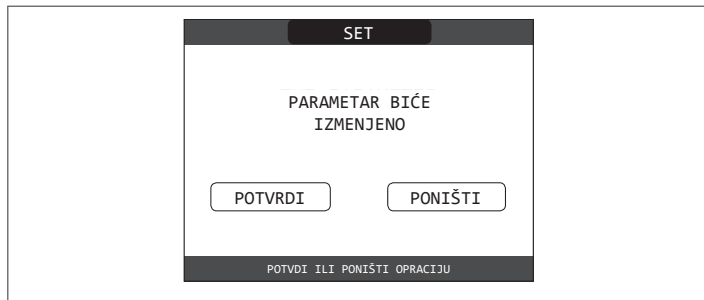 SET
PARAMETAR BIĆE
IZMENJENO
POTVRDI PONIŠTI
POTVDI ILI PONIŠTI OPRACIJU